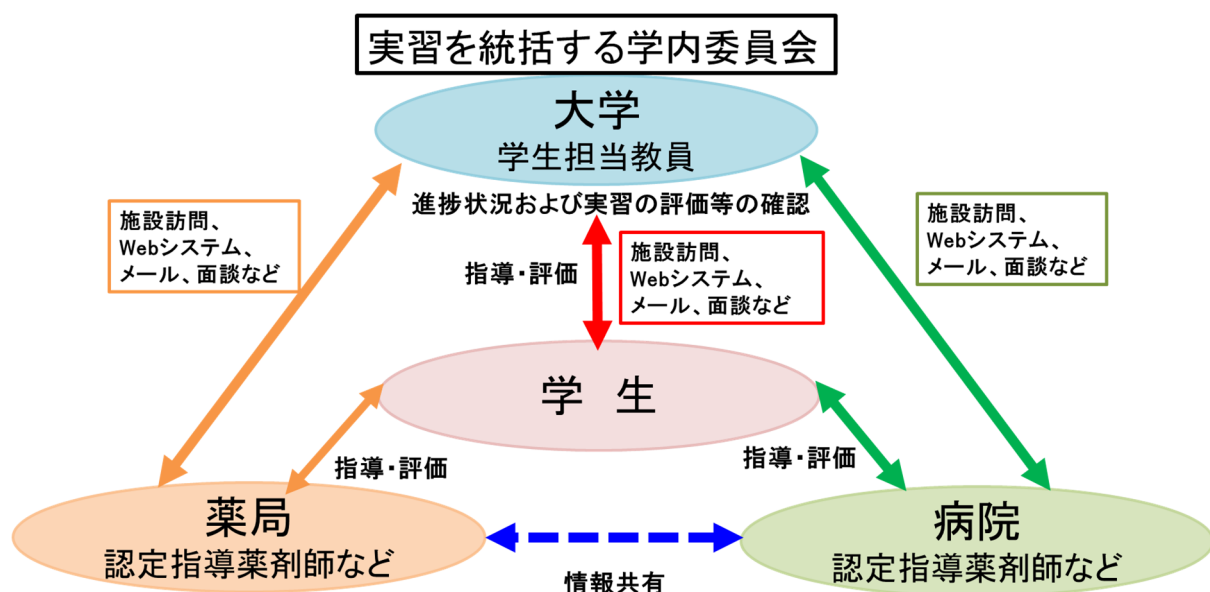 実習を統括する学内委員会
大学
学生担当教員
進捗状況および実習の評価等の確認
施設訪問、
Webシステム、
メール、面談など
指導・評価
施設訪問、
Webシステム、
メール、面談など
施設訪問、
Webシステム、
メール、面談など
学　生
指導・評価
指導・評価
薬局
認定指導薬剤師など
病院
認定指導薬剤師など
情報共有